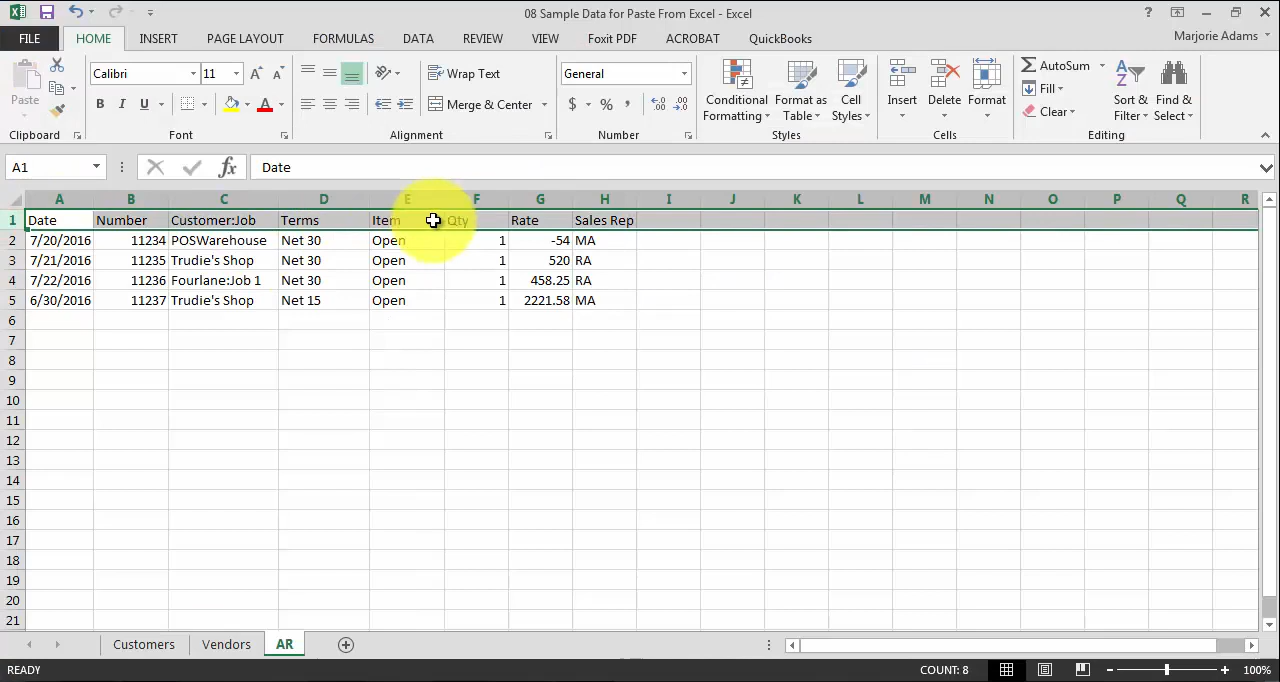 08 Sample Data for Paste From Excel - Excel
FILE HOME INSERT PAGE LAYOUT FORMULAS DATA REVIEW VIEW Foxit PDF ACROBAT QuickBooks Marjorie Adams
Paste
Clipboard
Calibri 11
B I U
Font
Wrap Text
Merge & Center
Alignment
General
$ % ,
Number
Conditional Formatting
Format as Table
Cell Styles
Styles
Insert
Delete
Format
Cells
AutoSum
Fill
Clear
Sort & Filter
Find & Select
Editing
A1 fx Date
A B C D E F G H I J K L M N O P Q R
1 Date Number Customer:Job Terms Item Qty Rate Sales Rep
2 7/20/2016 11234 POSWarehouse Net 30 Open 1 -54 MA
3 7/21/2016 11235 Trudie's Shop Net 30 Open 1 520 RA
4 7/22/2016 11236 Fourlane:Job 1 Net 30 Open 1 458.25 RA
5 6/30/2016 11237 Trudie's Shop Net 15 Open 1 2221.58 MA
6
7
8
9
10
11
12
13
14
15
16
17
18
19
20
21
Customers Vendors AR
READY COUNT: 8 100%